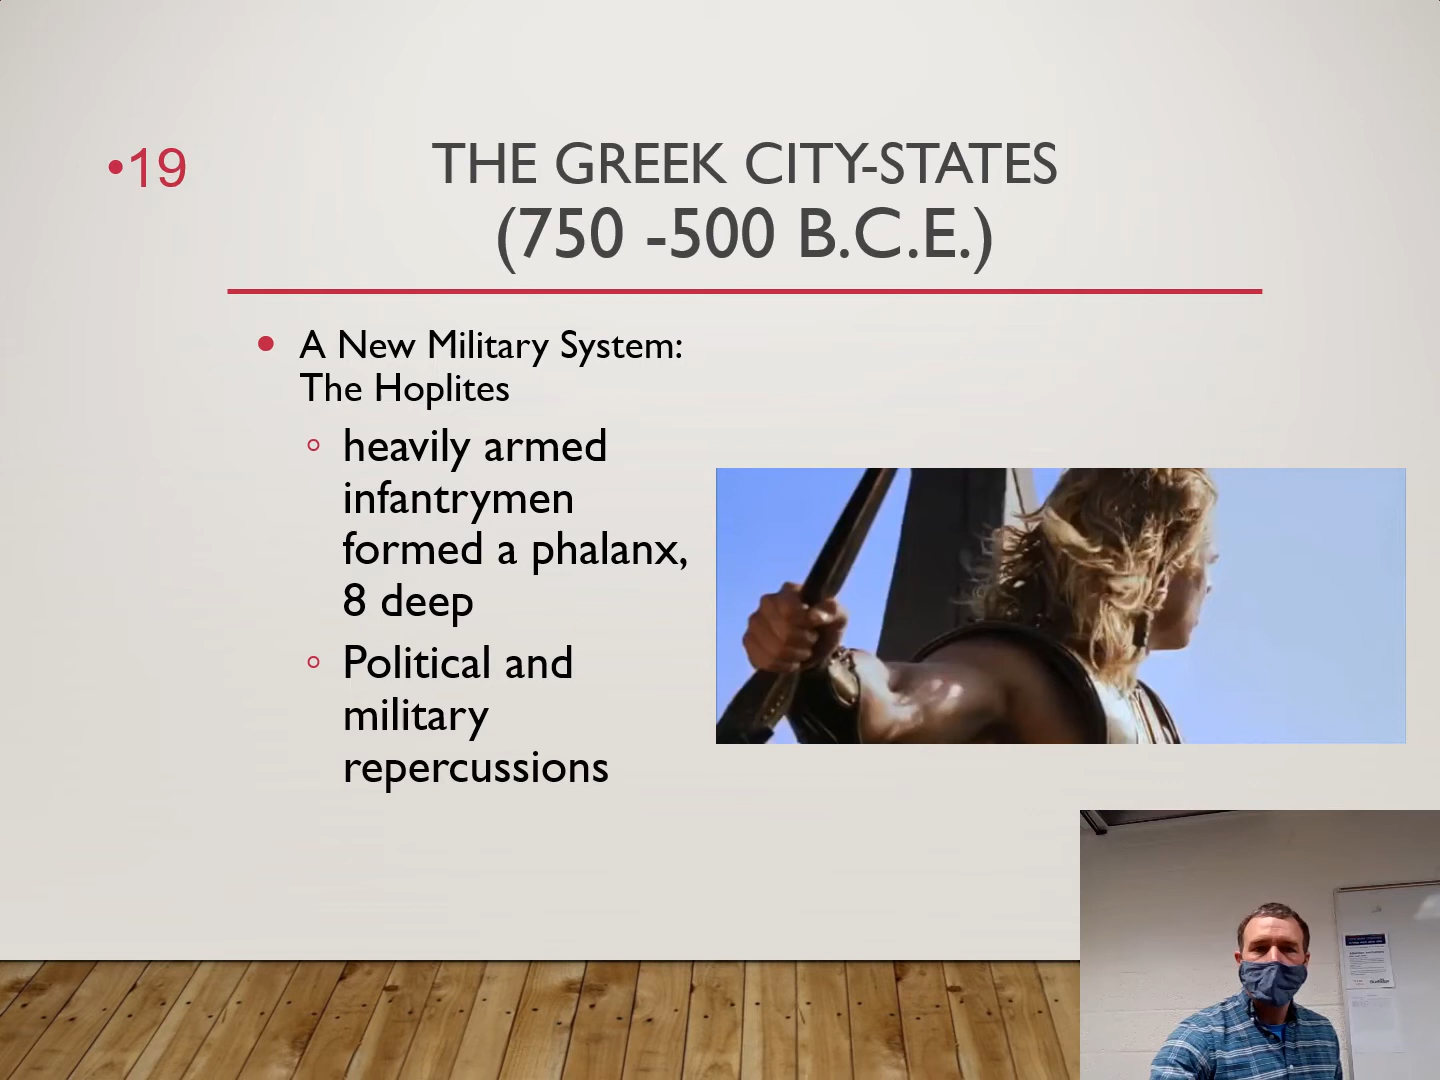 •19
THE GREEK CITY-STATES
(750 -500 B.C.E.)
A New Military System:
The Hoplites
heavily armed
infantrymen
formed a phalanx,
8 deep
Political and
military
repercussions